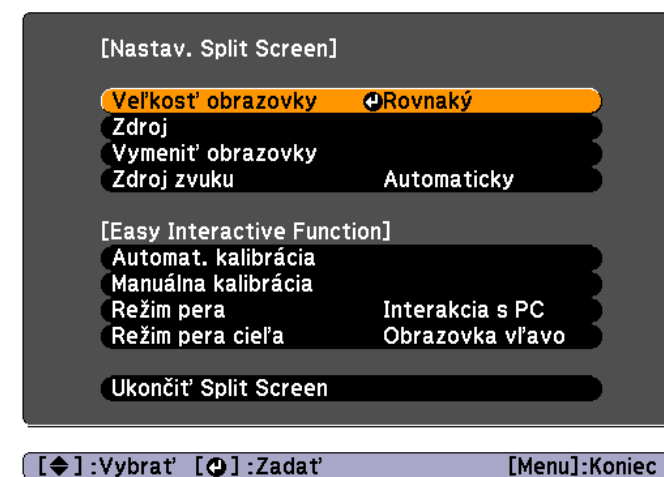 [Nastav. Split Screen]
Veľkosť obrazovky Rovnaký
Zdroj
Vymeniť obrazovky
Zdroj zvuku Automaticky
[Easy Interactive Function]
Automat. kalibrácia
Manuálna kalibrácia
Režim pera Interakcia s PC
Režim pera cieľa Obrazovka vľavo
Ukončiť Split Screen
[ ]:Vybrať [ ]:Zadať [Menu]:Koniec